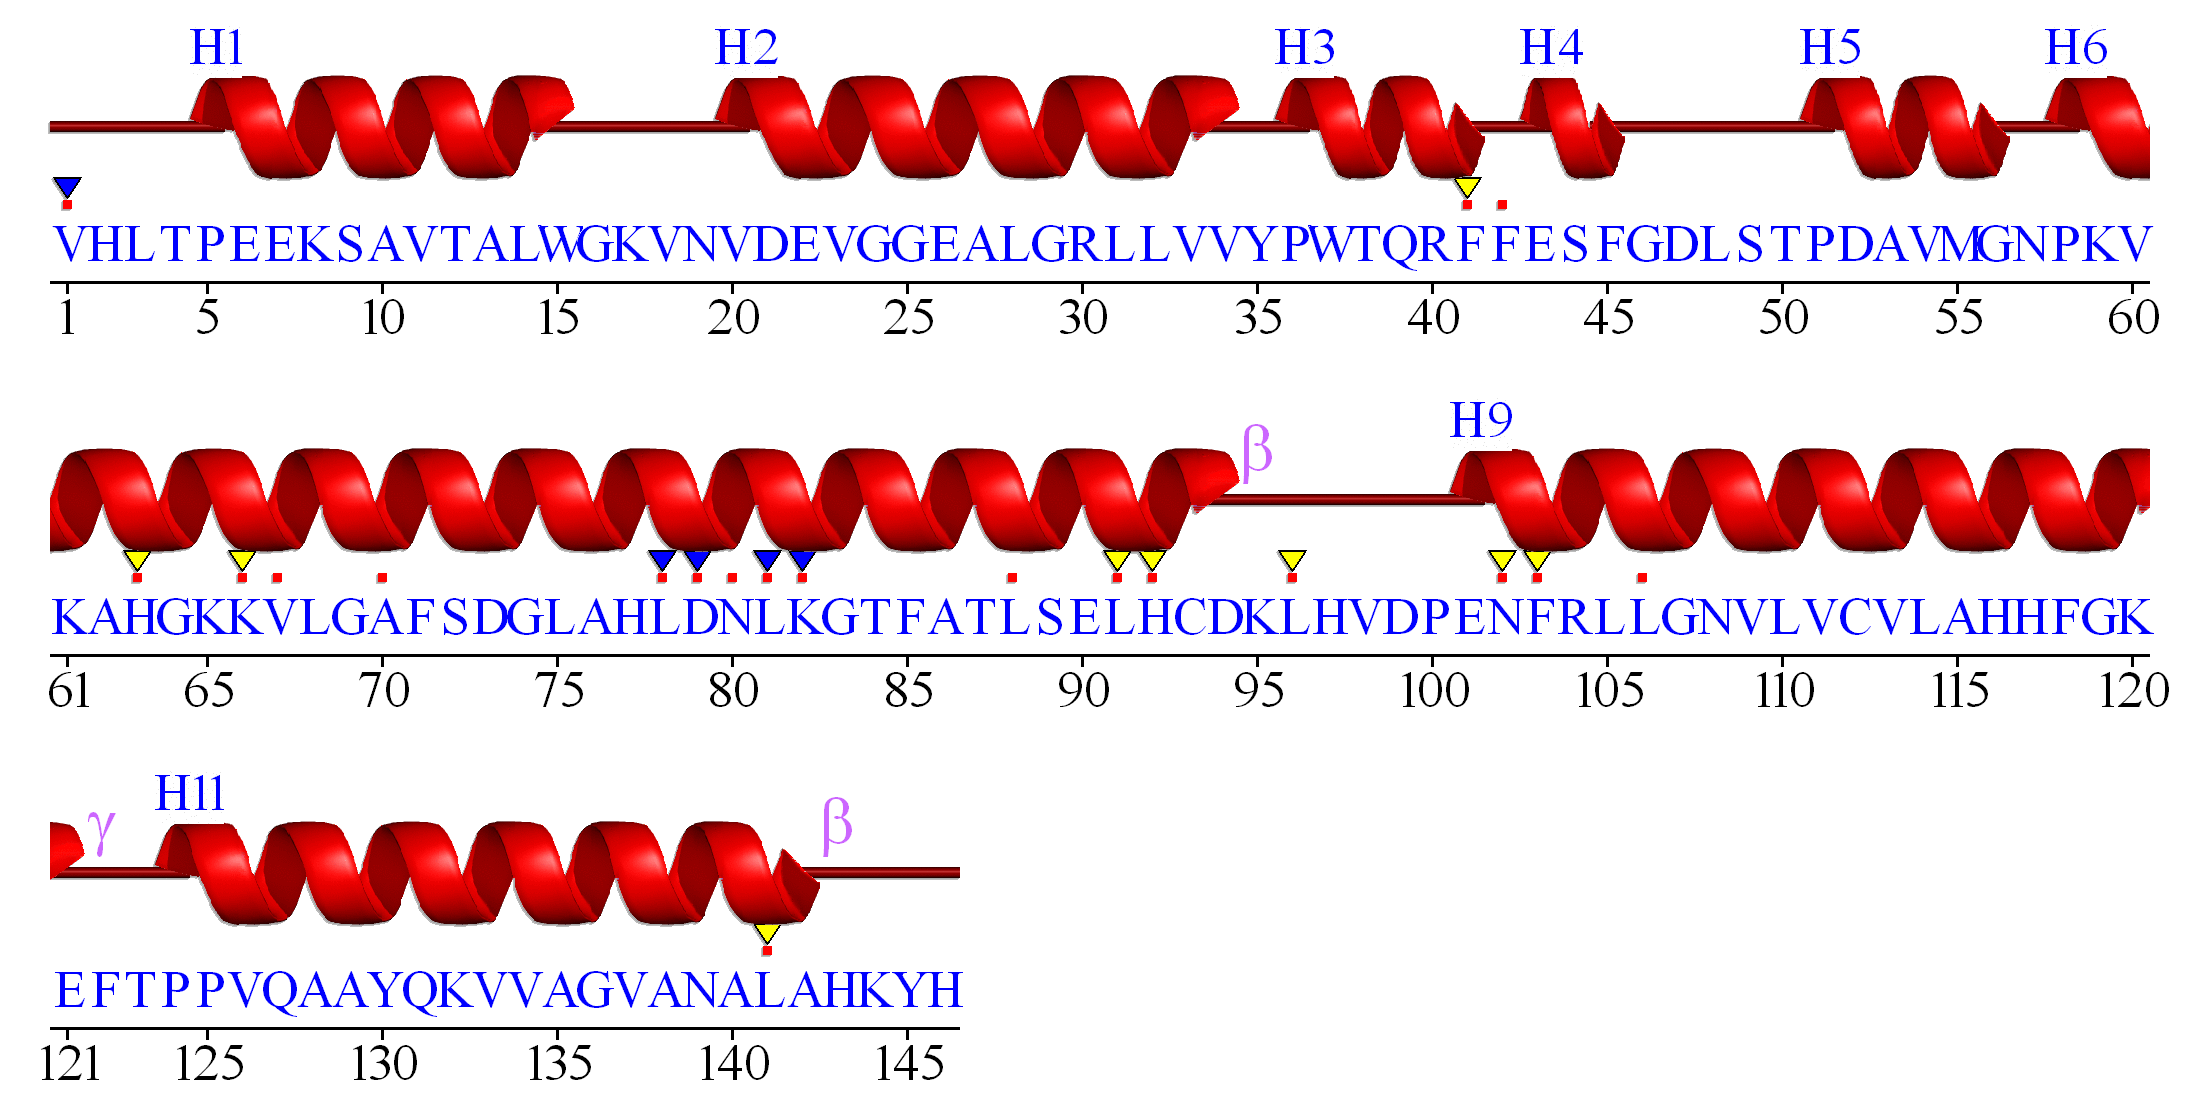 H1 H2 H3 H4 H5 H6
VHLTPEEKSAVTALWGKVNVDEVGGEALGRLLVVYPWTQRFFESFGDLSTPDAVMGNPKV
1 5 10 15 20 25 30 35 40 45 50 55 60
β H9
KAHGKKVLGAFSDGLAHLDNLKGTFATLSELHCDKLHVDPENFRLLGNVLVCVLAHHFGK
61 65 70 75 80 85 90 95 100 105 110 115 120
γ H11 β
EFTPPVQAAYQKVVAGVANALAHKYH
121 125 130 135 140 145